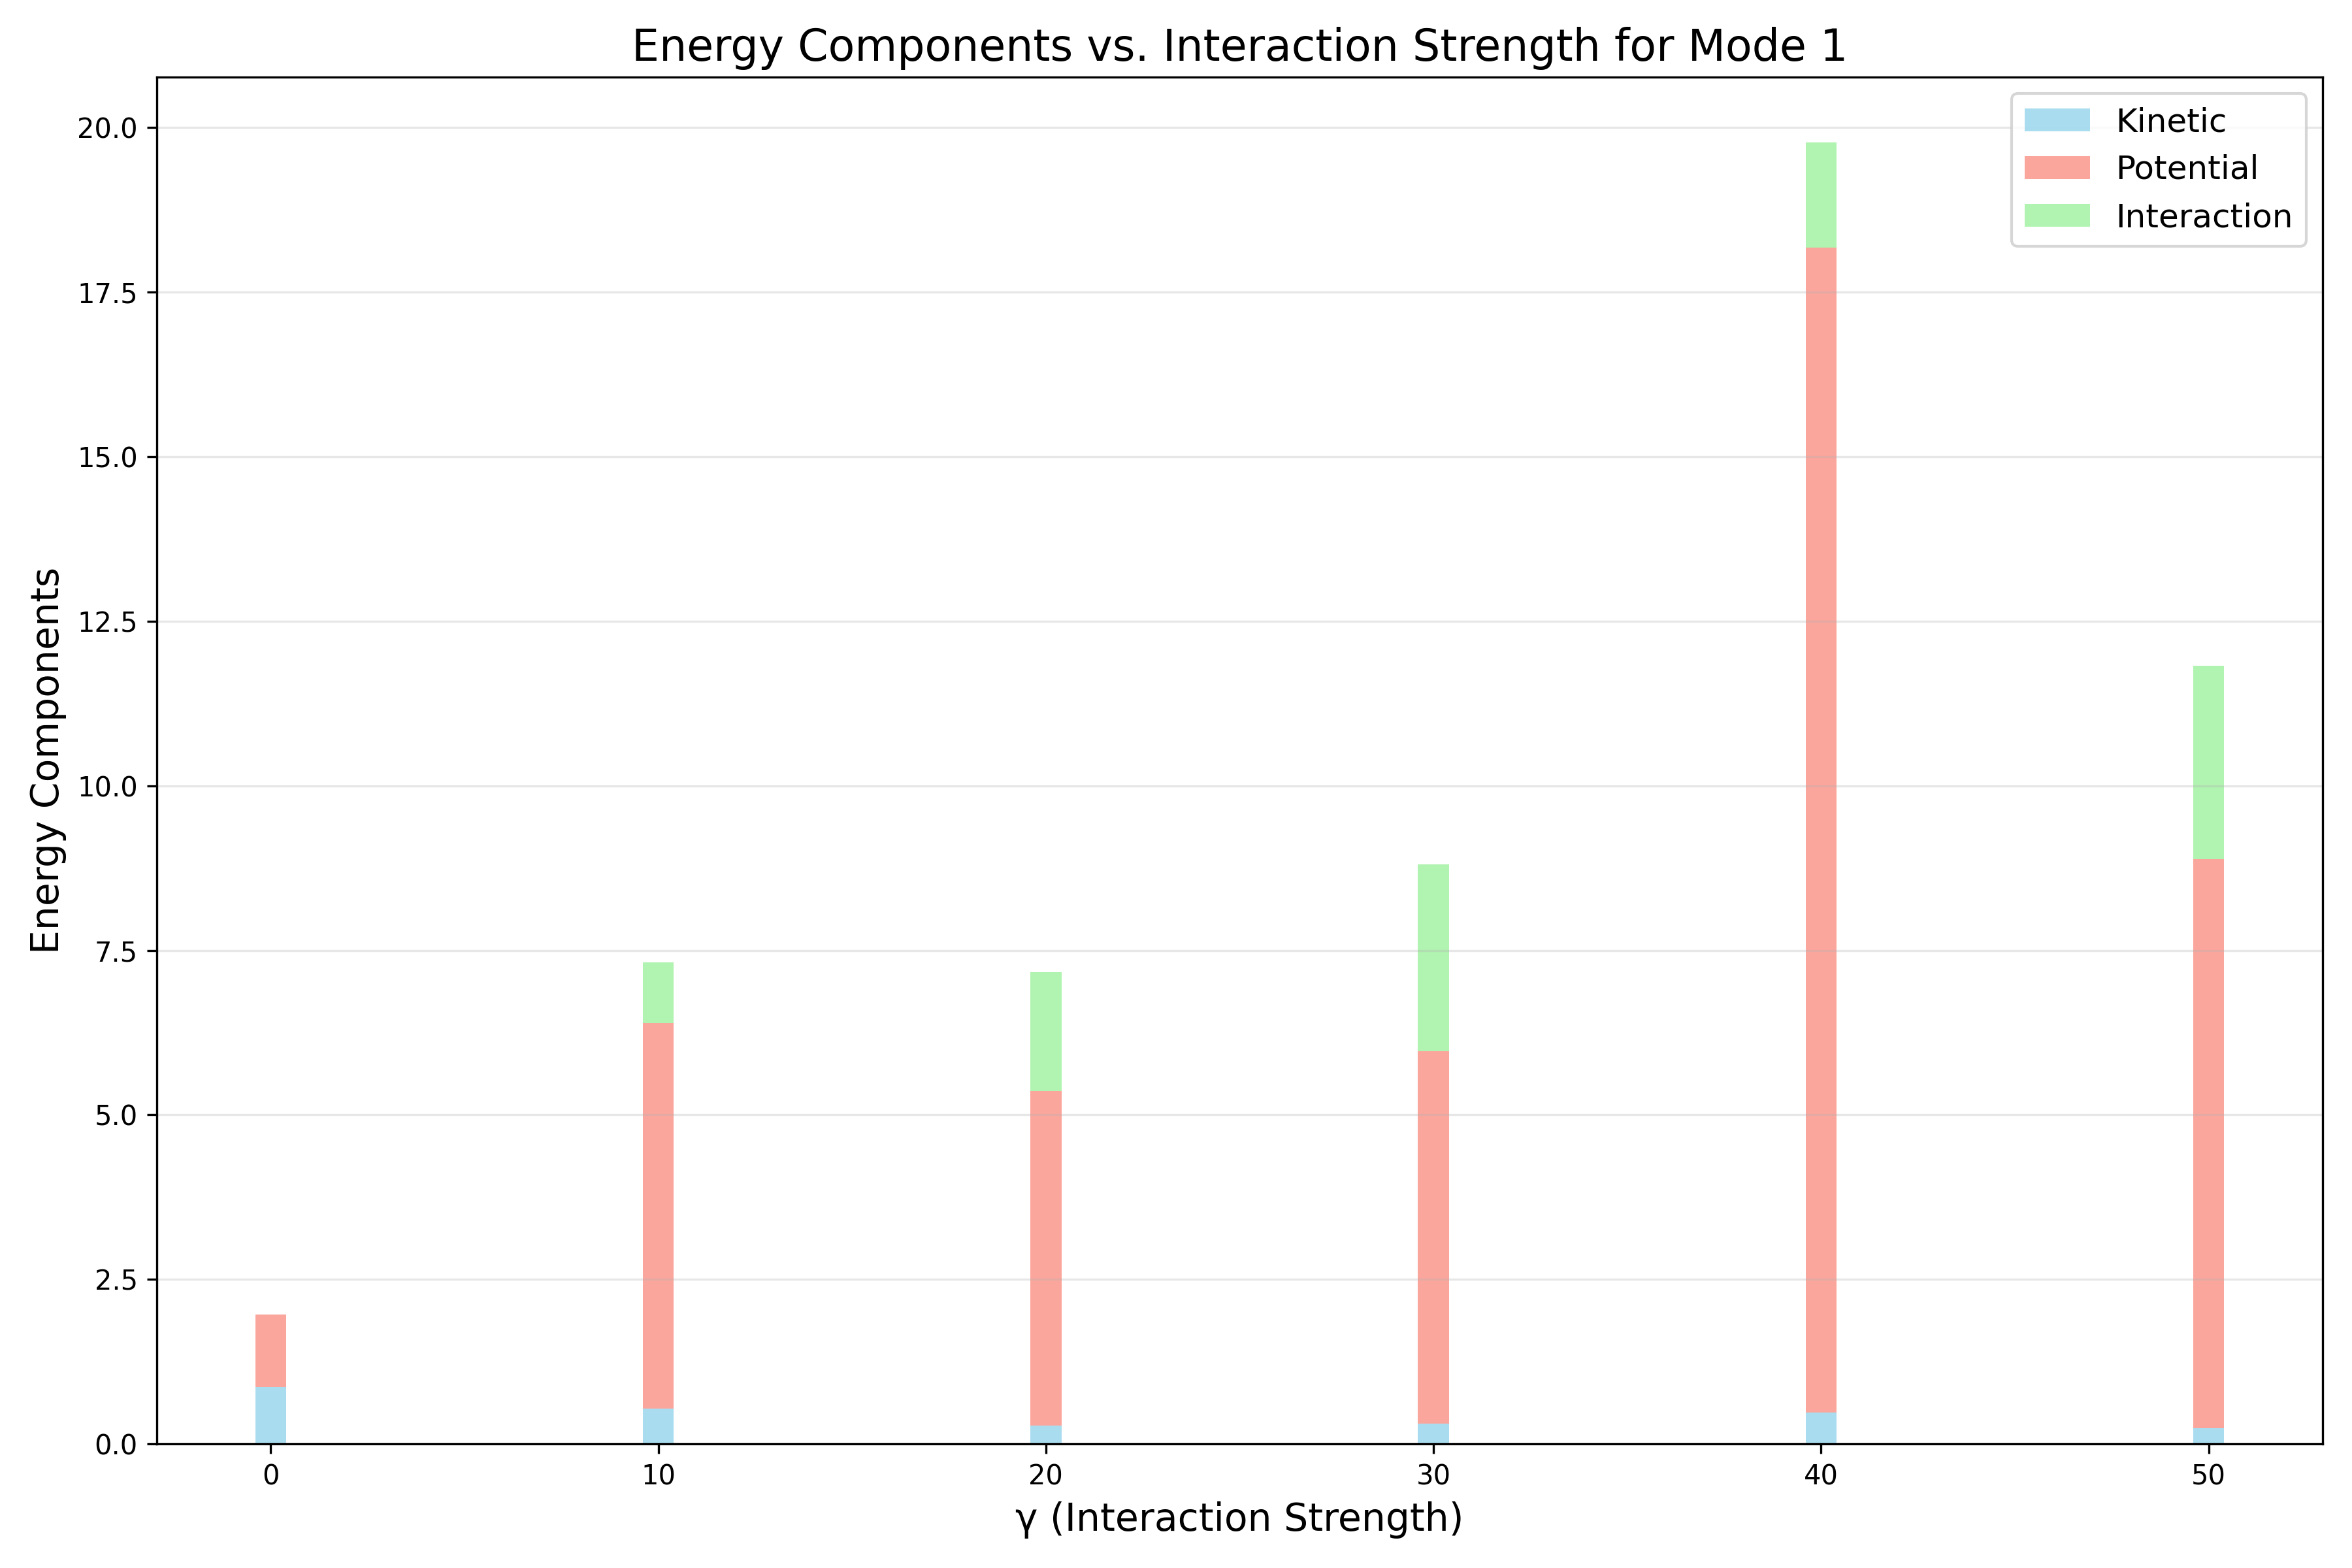 Energy Components vs. Interaction Strength for Mode 1
Kinetic
Potential
Interaction
Energy Components
20.0
17.5
15.0
12.5
10.0
7.5
5.0
2.5
0.0
0 10 20 30 40 50
γ (Interaction Strength)